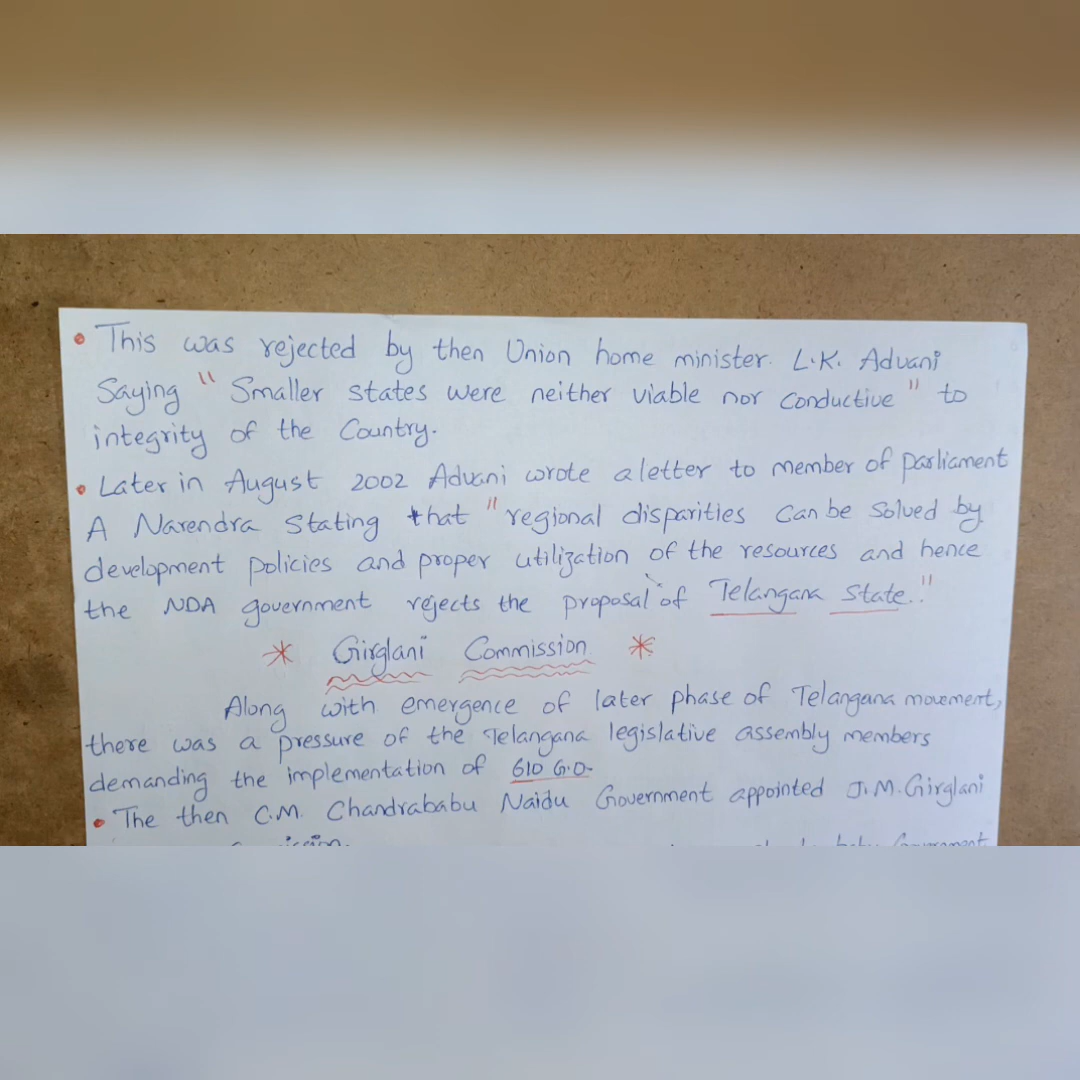 • This was rejected by then Union home minister. L.K. Advani
Saying " Smaller states were neither viable nor conductive " to
integrity of the Country.
• Later in August 2002 Advani wrote a letter to member of parliament
A Narendra stating that " regional disparities can be solved by
development policies and proper utilization of the resources and hence
the NDA government rejects the proposal of Telangana State.."
* Girglani Commission *
Along with emergence of later phase of Telangana movement,
there was a pressure of the Telangana legislative assembly members
demanding the implementation of 610 G.O.
• The then C.M. Chandrababu Naidu Government appointed J.M. Girglani